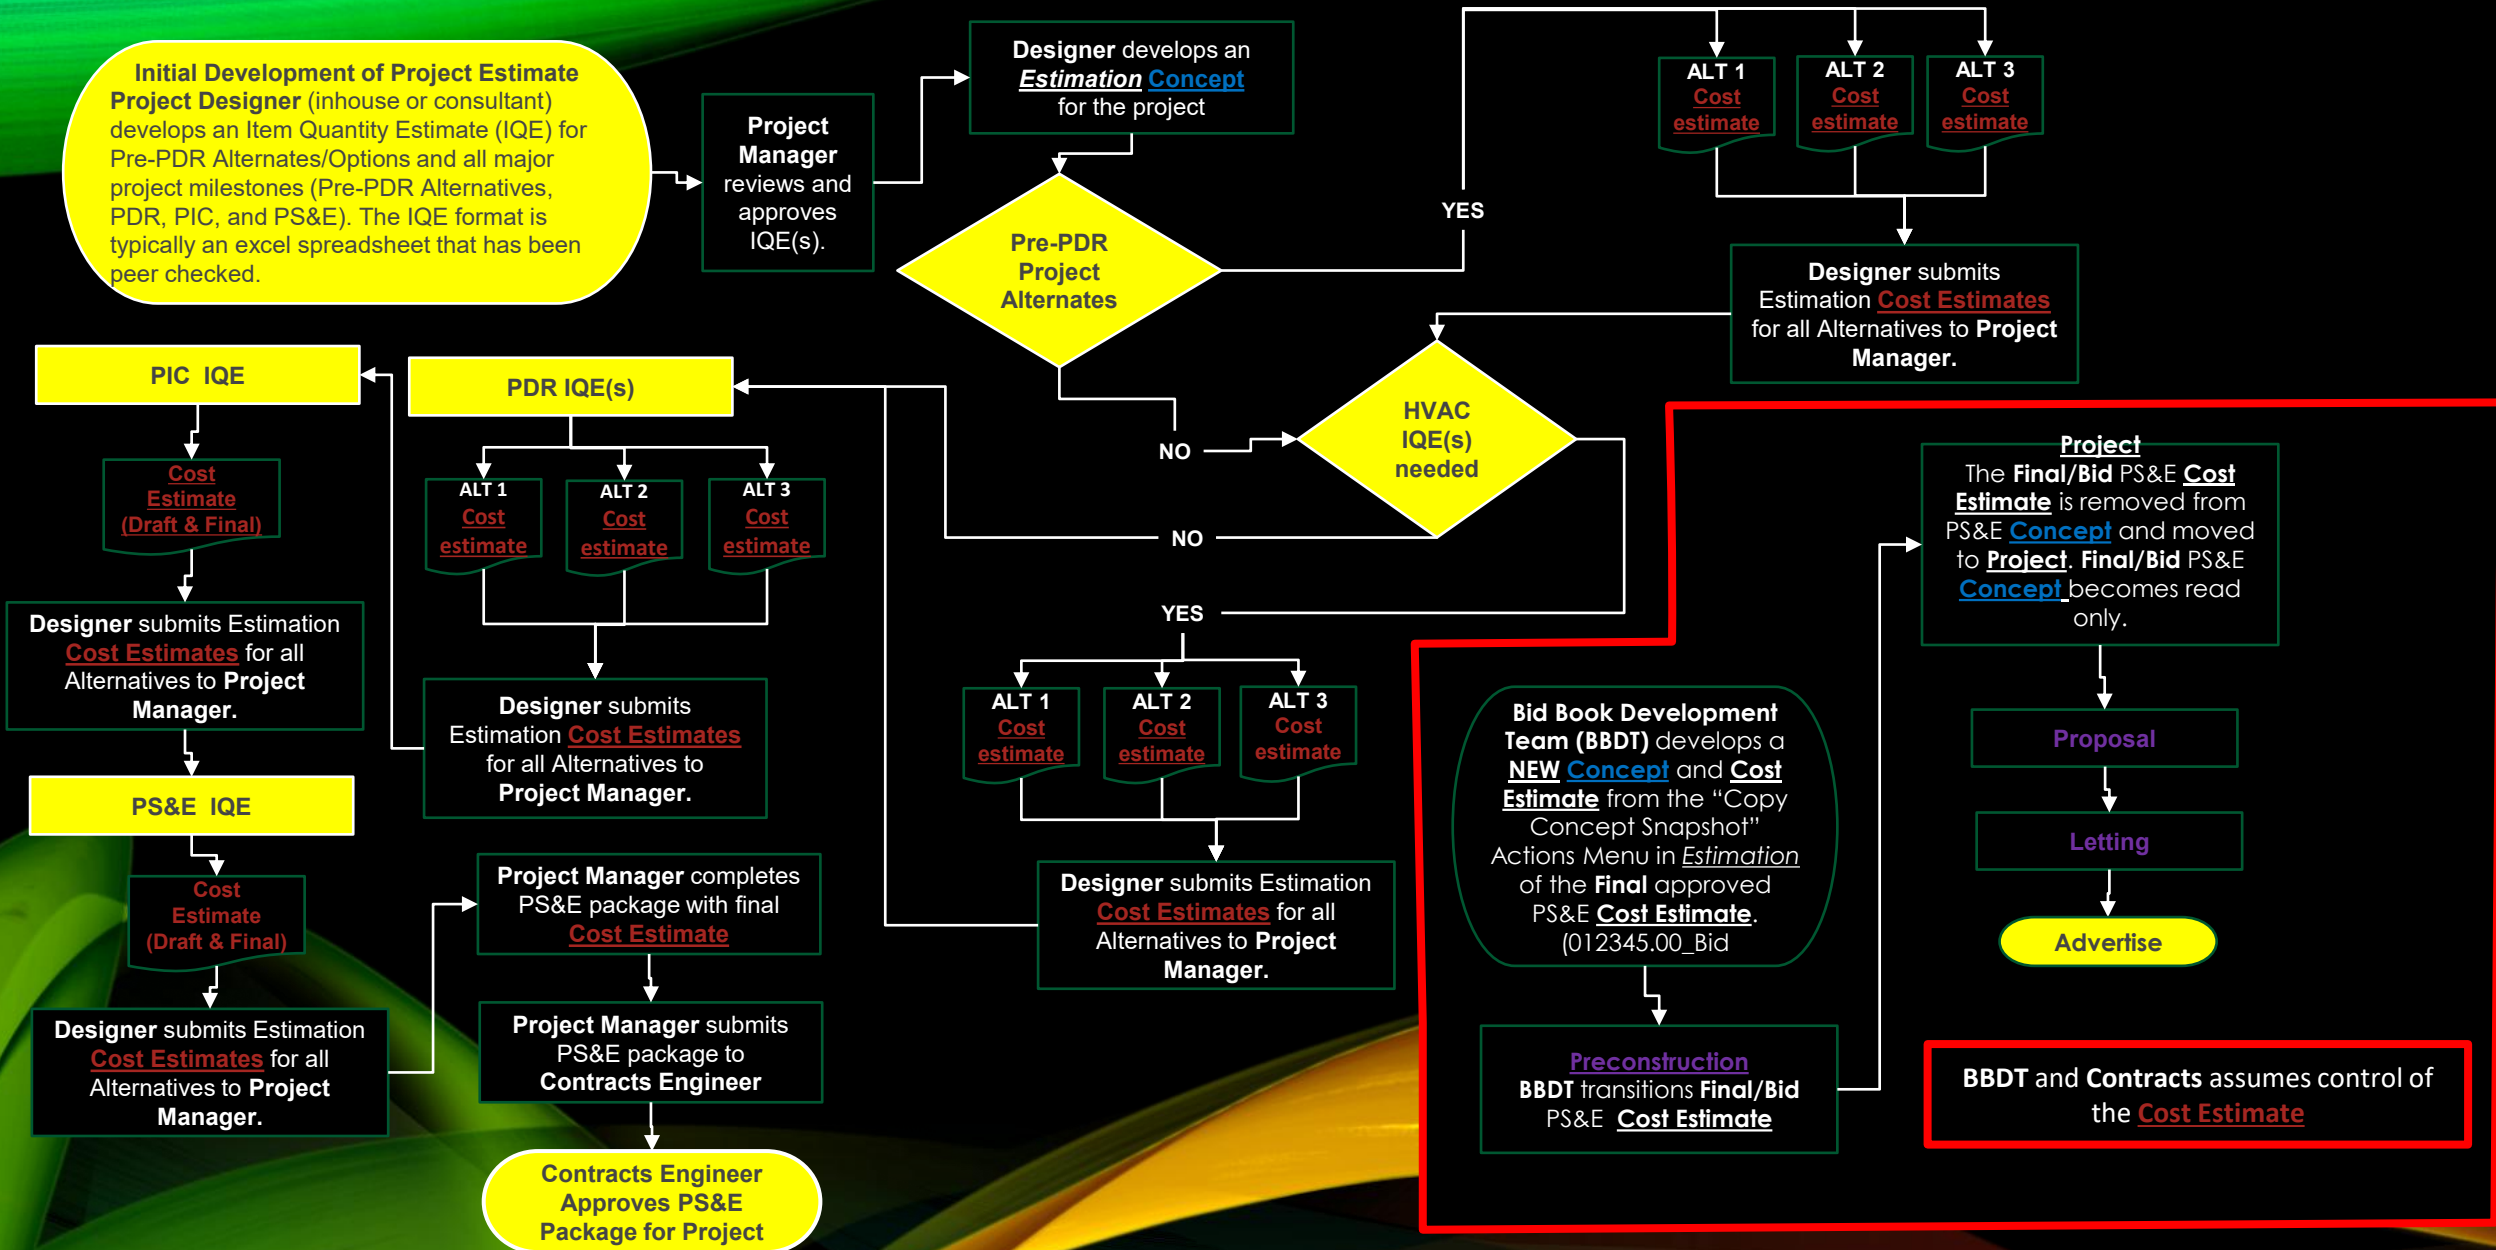 Initial Development of Project Estimate
Project Designer (inhouse or consultant)
develops an Item Quantity Estimate (IQE) for
Pre-PDR Alternates/Options and all major
project milestones (Pre-PDR Alternatives,
PDR, PIC, and PS&E). The IQE format is
typically an excel spreadsheet that has been
peer checked.
Project
Manager
reviews and
approves
IQE(s).
Designer develops an
Estimation Concept
for the project
Pre-PDR
Project
Alternates
YES
ALT 1
Cost
estimate
ALT 2
Cost
estimate
ALT 3
Cost
estimate
Designer submits
Estimation Cost Estimates
for all Alternatives to Project
Manager.
NO
HVAC
IQE(s)
needed
NO
YES
ALT 1
Cost
estimate
ALT 2
Cost
estimate
ALT 3
Cost
estimate
Designer submits Estimation
Cost Estimates for all
Alternatives to Project
Manager.
PDR IQE(s)
ALT 1
Cost
estimate
ALT 2
Cost
estimate
ALT 3
Cost
estimate
Designer submits
Estimation Cost Estimates
for all Alternatives to
Project Manager.
PIC IQE
Cost
Estimate
(Draft & Final)
Designer submits Estimation
Cost Estimates for all
Alternatives to Project
Manager.
PS&E IQE
Cost
Estimate
(Draft & Final)
Designer submits Estimation
Cost Estimates for all
Alternatives to Project
Manager.
Project Manager completes
PS&E package with final
Cost Estimate
Project Manager submits
PS&E package to
Contracts Engineer
Contracts Engineer
Approves PS&E
Package for Project
Bid Book Development
Team (BBDT) develops a
NEW Concept and Cost
Estimate from the “Copy
Concept Snapshot”
Actions Menu in Estimation
of the Final approved
PS&E Cost Estimate.
(012345.00_Bid
Preconstruction
BBDT transitions Final/Bid
PS&E Cost Estimate
Project
The Final/Bid PS&E Cost
Estimate is removed from
PS&E Concept and moved
to Project. Final/Bid PS&E
Concept becomes read
only.
Proposal
Letting
Advertise
BBDT and Contracts assumes control of
the Cost Estimate